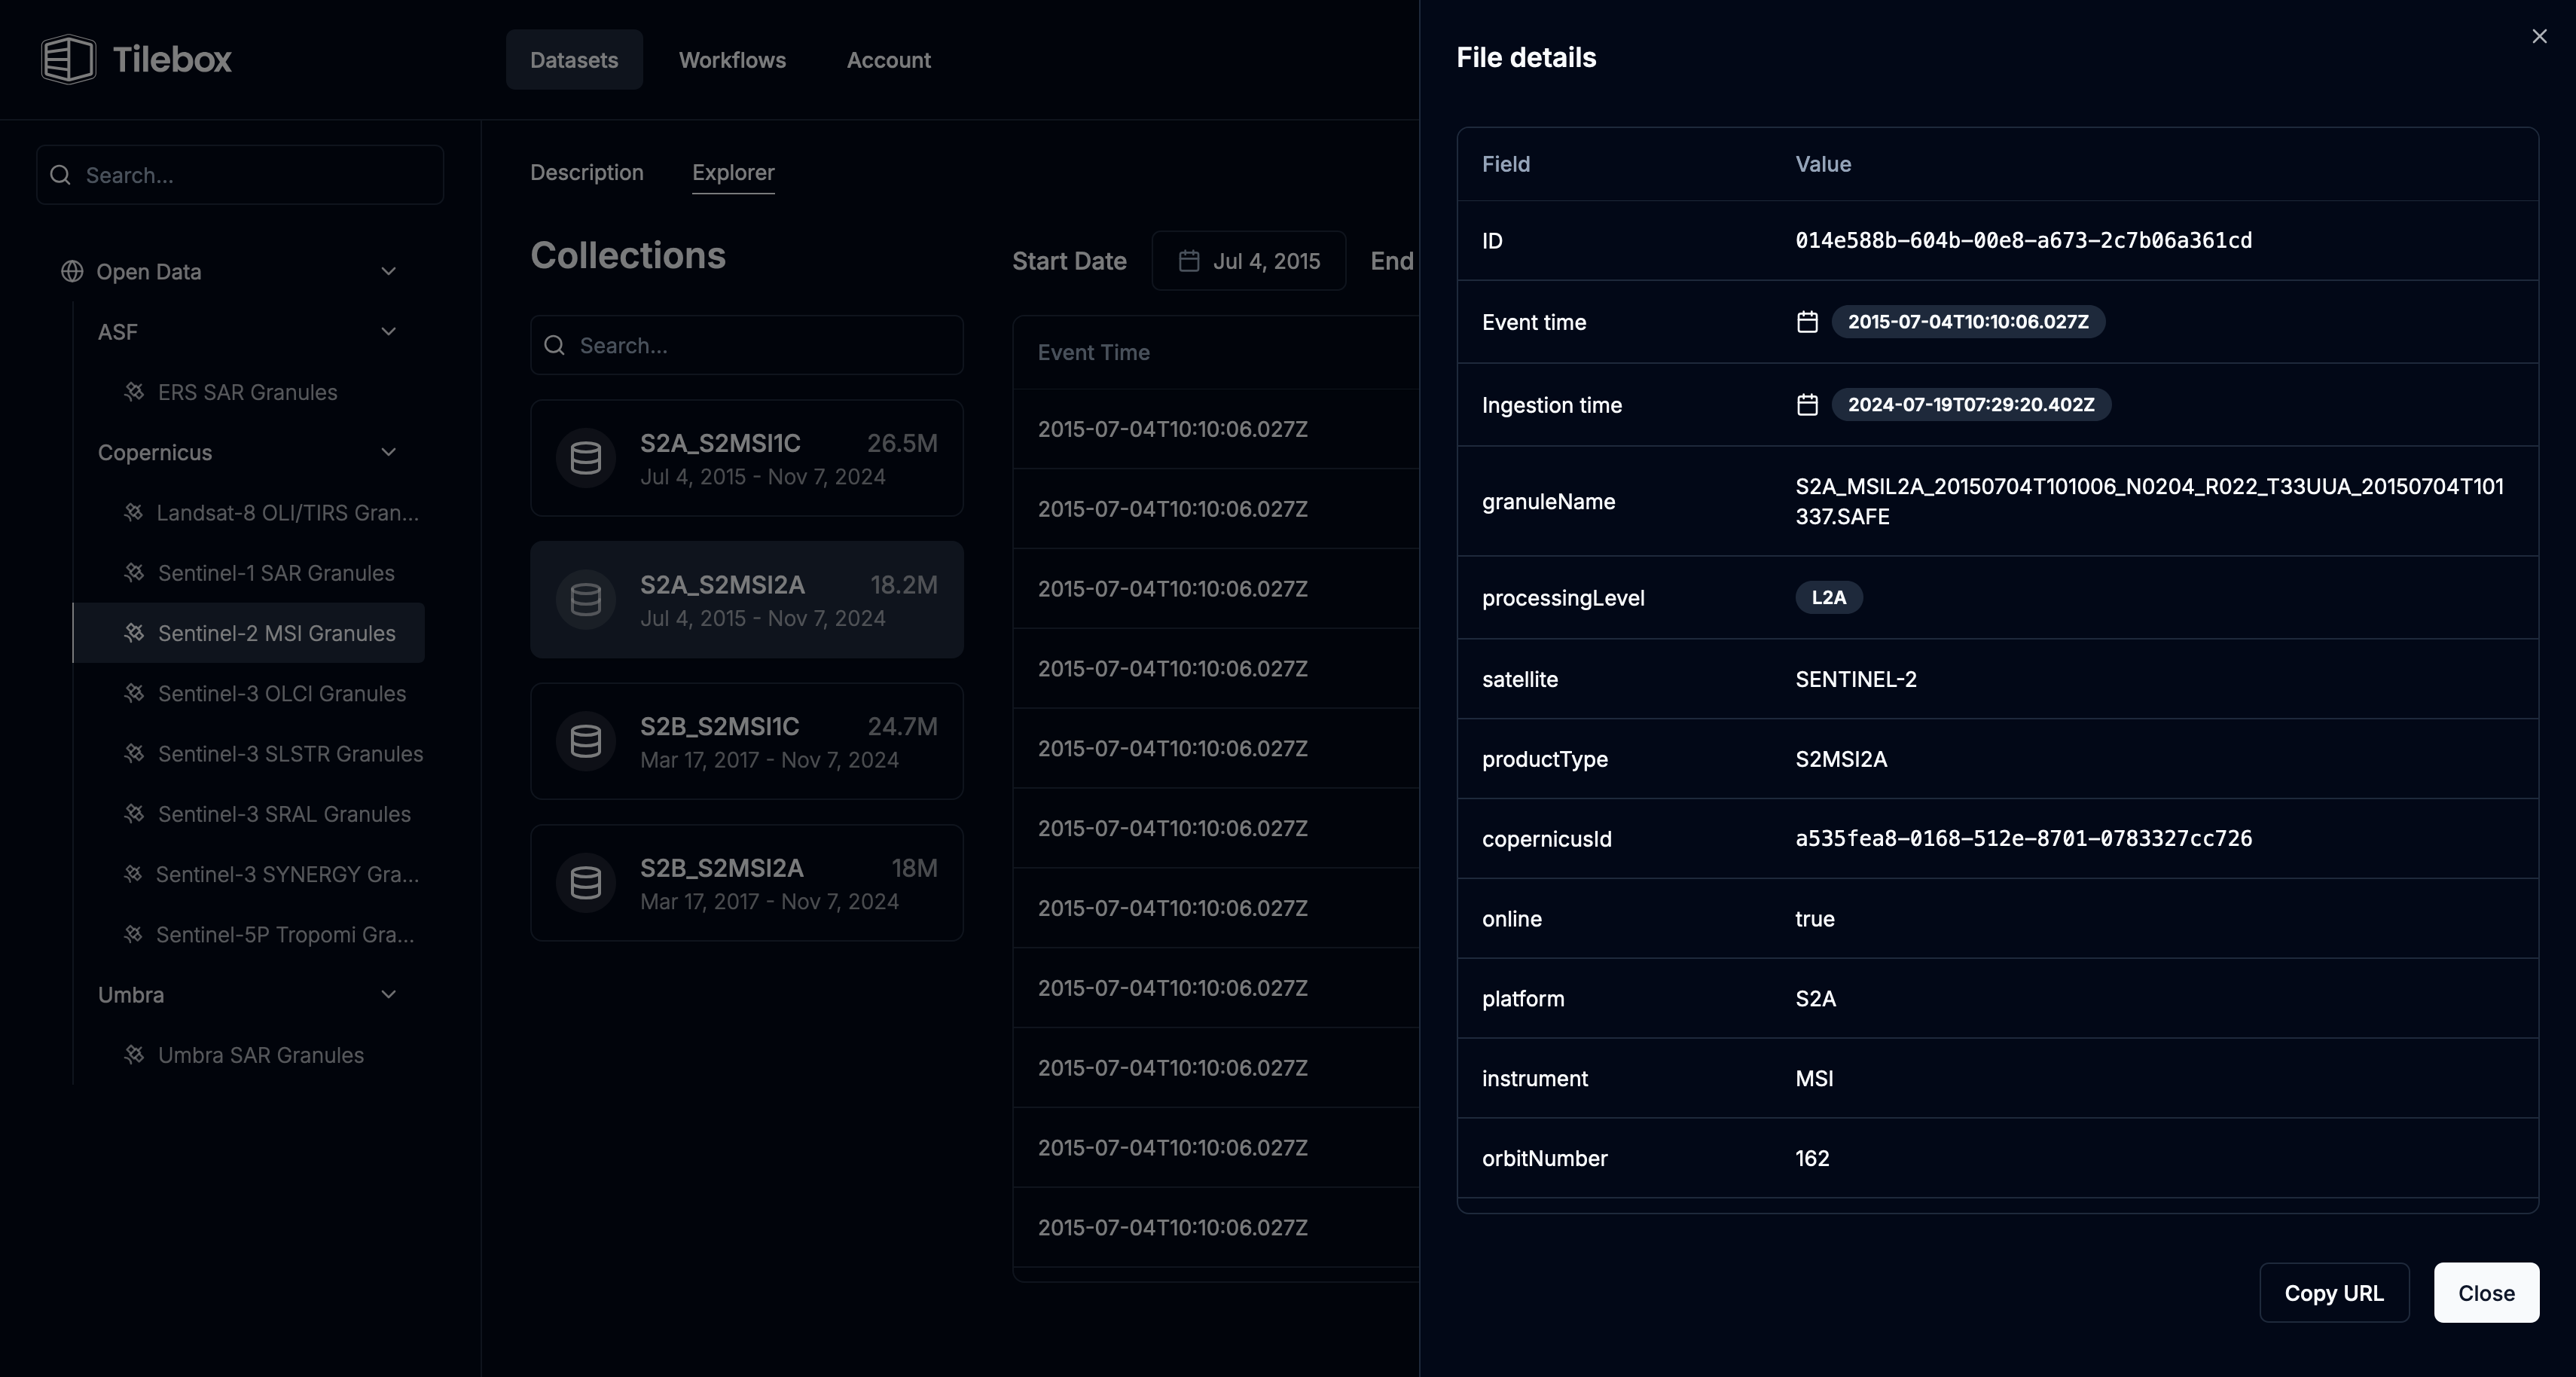 Tilebox
Datasets
Workflows
Account
Search...
Open Data
ASF
ERS SAR Granules
Copernicus
Landsat-8 OLI/TIRS Gran...
Sentinel-1 SAR Granules
Sentinel-2 MSI Granules
Sentinel-3 OLCI Granules
Sentinel-3 SLSTR Granules
Sentinel-3 SRAL Granules
Sentinel-3 SYNERGY Gra...
Sentinel-5P Tropomi Gra...
Umbra
Umbra SAR Granules
Description
Explorer
Collections
Search...
S2A_S2MSI1C 26.5M
Jul 4, 2015 - Nov 7, 2024
S2A_S2MSI2A 18.2M
Jul 4, 2015 - Nov 7, 2024
S2B_S2MSI1C 24.7M
Mar 17, 2017 - Nov 7, 2024
S2B_S2MSI2A 18M
Mar 17, 2017 - Nov 7, 2024
Start Date Jul 4, 2015 End
Event Time
2015-07-04T10:10:06.027Z
2015-07-04T10:10:06.027Z
2015-07-04T10:10:06.027Z
2015-07-04T10:10:06.027Z
2015-07-04T10:10:06.027Z
2015-07-04T10:10:06.027Z
2015-07-04T10:10:06.027Z
2015-07-04T10:10:06.027Z
2015-07-04T10:10:06.027Z
2015-07-04T10:10:06.027Z
2015-07-04T10:10:06.027Z
File details
Field Value
ID 014e588b-604b-00e8-a673-2c7b06a361cd
Event time 2015-07-04T10:10:06.027Z
Ingestion time 2024-07-19T07:29:20.402Z
granuleName S2A_MSIL2A_20150704T101006_N0204_R022_T33UUA_20150704T101
337.SAFE
processingLevel L2A
satellite SENTINEL-2
productType S2MSI2A
copernicusId a535fea8-0168-512e-8701-0783327cc726
online true
platform S2A
instrument MSI
orbitNumber 162
Copy URL
Close